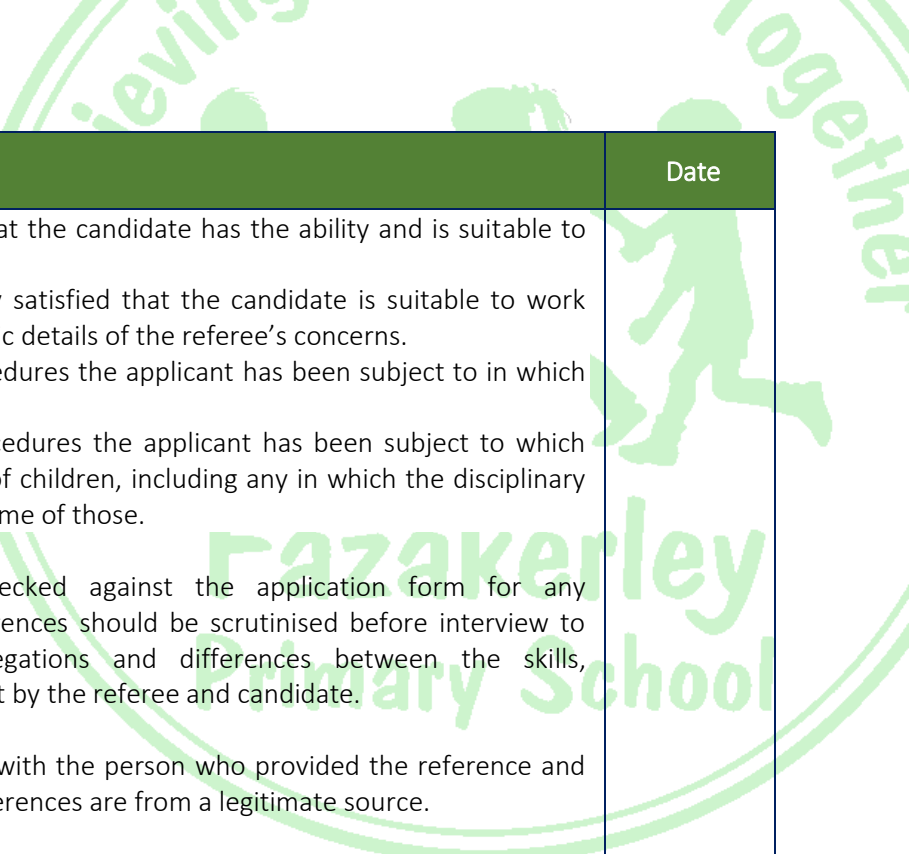 ieving
Together
Date
at the candidate has the ability and is suitable to
satisfied that the candidate is suitable to work
c details of the referee’s concerns.
edures the applicant has been subject to in which
cedures the applicant has been subject to which
of children, including any in which the disciplinary
me of those.
Fazakerley
ecked against the application form for any
ences should be scrutinised before interview to
Primary School
egations and differences between the skills,
t by the referee and candidate.
with the person who provided the reference and
erences are from a legitimate source.